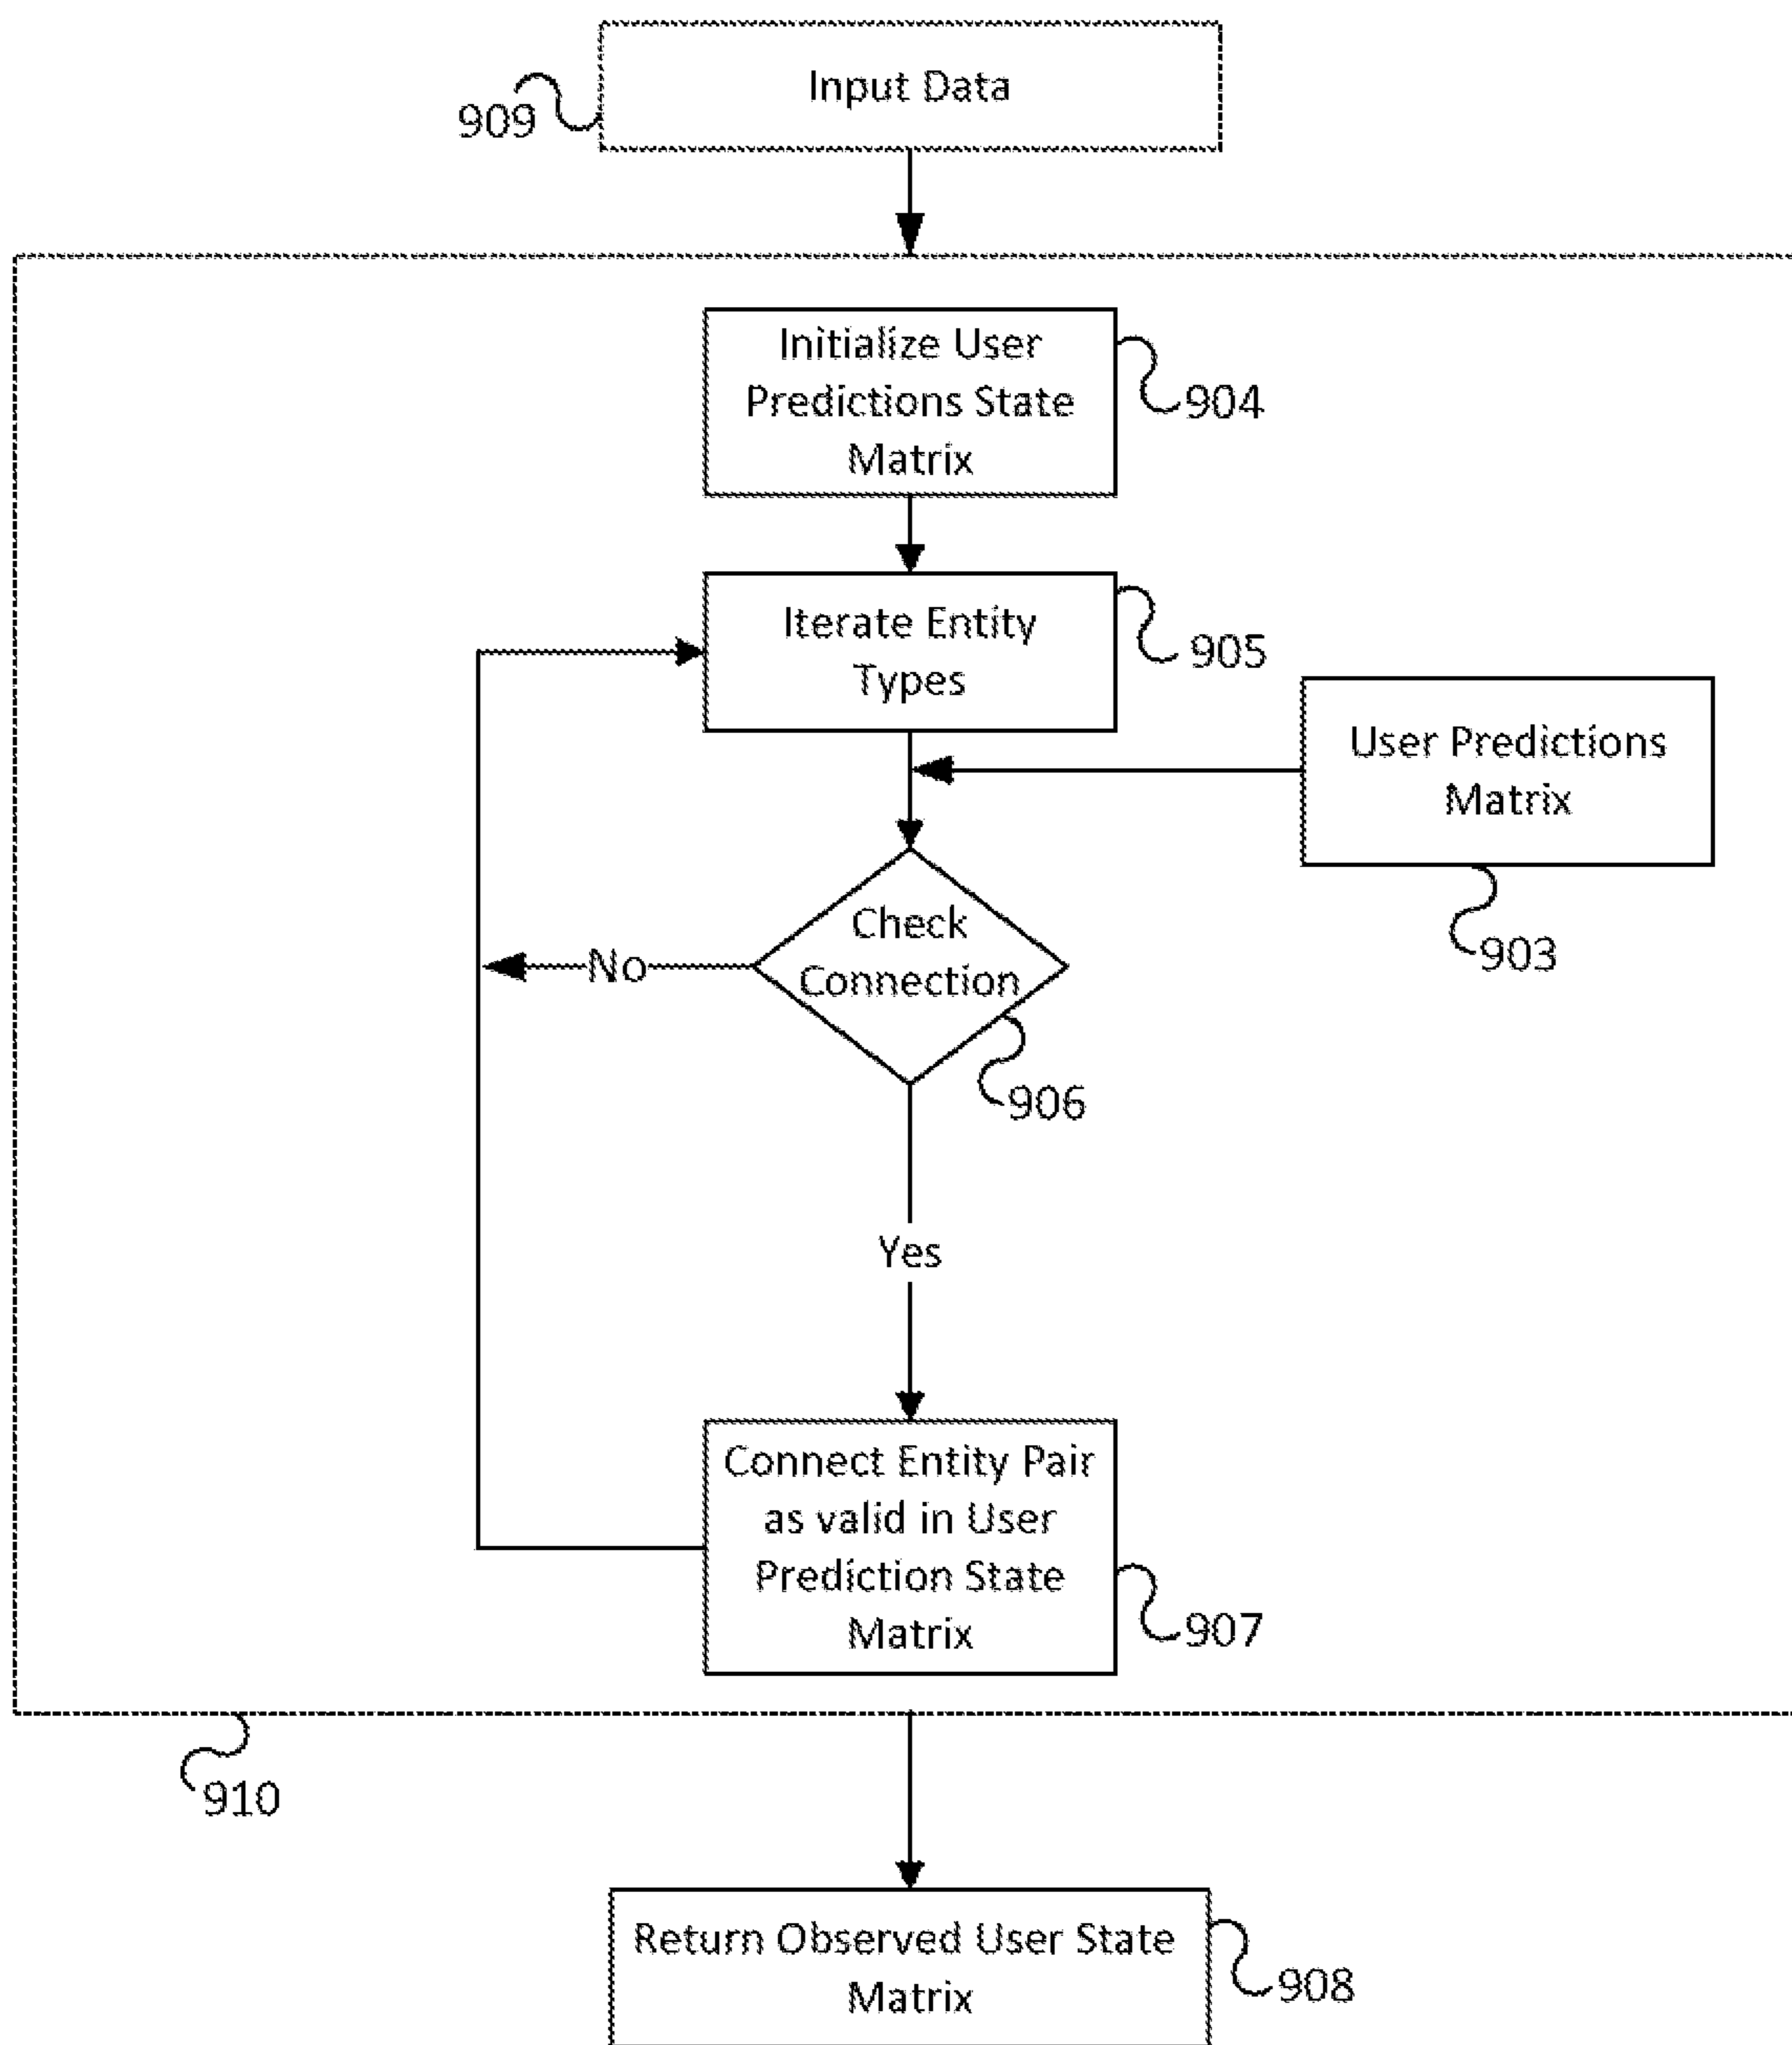 Input Data
909
Initialize User
Predictions State
Matrix
904
Iterate Entity
Types
905
User Predictions
Matrix
903
Check
Connection
No
906
Yes
Connect Entity Pair
as valid in User
Prediction State
Matrix
907
910
Return Observed User State
Matrix
908